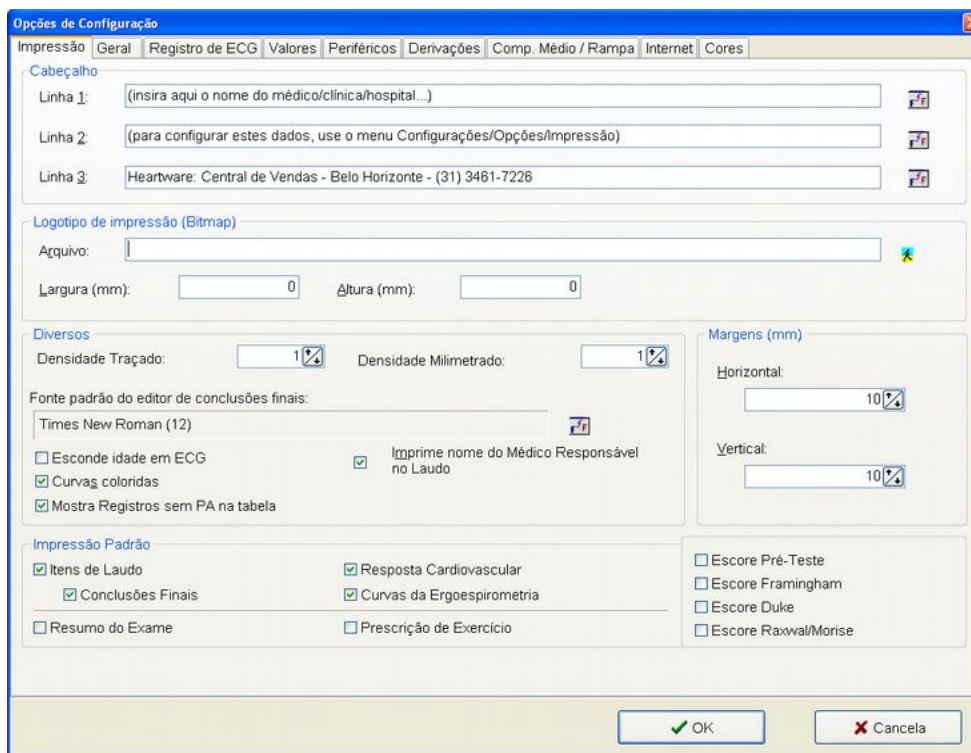 Opções de Configuração
Impressão Geral Registro de ECG Valores Periféricos Derivações Comp. Médio / Rampa Internet Cores
Cabeçalho
Linha 1: (insira aqui o nome do médico/clínica/hospital...)
Linha 2: (para configurar estes dados, use o menu Configurações/Opções/Impressão)
Linha 3: Heartware: Central de Vendas - Belo Horizonte - (31) 3461-7226
Logotipo de impressão (Bitmap)
Arquivo:
Largura (mm): 0 Altura (mm): 0
Diversos
Densidade Traçado: 1 Densidade Milimetrado: 1
Fonte padrão do editor de conclusões finais:
Times New Roman (12)
Esconde idade em ECG
Curvas coloridas
Mostra Registros sem PA na tabela
Imprime nome do Médico Responsável
no Laudo
Margens (mm)
Horizontal:
10
Vertical:
10
Impressão Padrão
Itens de Laudo Resposta Cardiovascular
Conclusões Finais Curvas da Ergoespirometria
Resumo do Exame Prescrição de Exercício
Escore Pré-Teste
Escore Framingham
Escore Duke
Escore Raxwal/Morise
OK Cancela